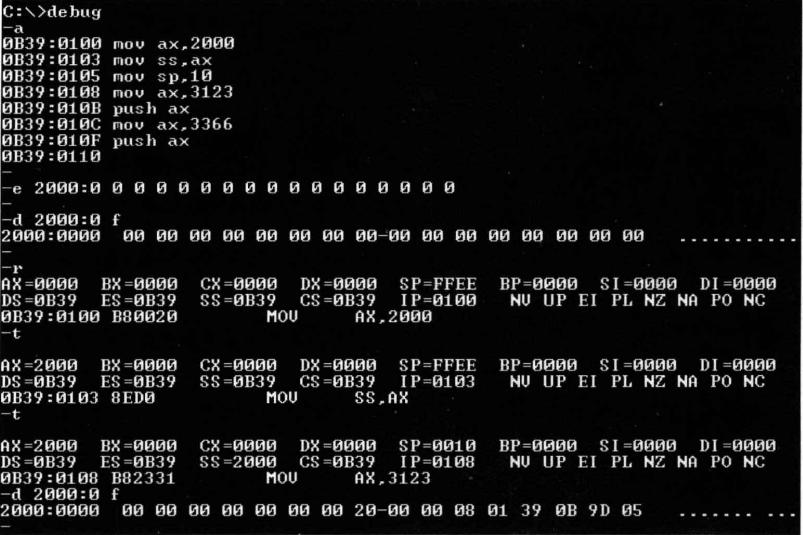 C:\>debug
-a
0B39:0100 mov ax,2000
0B39:0103 mov ss,ax
0B39:0105 mov sp,10
0B39:0108 mov ax,3123
0B39:010B push ax
0B39:010C mov ax,3366
0B39:010F push ax
0B39:0110
-
-e 2000:0 0 0 0 0 0 0 0 0 0 0 0 0 0 0 0 0
-
-d 2000:0 f
2000:0000  00 00 00 00 00 00 00 00-00 00 00 00 00 00 00 00  ...........
-
-r
AX=0000  BX=0000  CX=0000  DX=0000  SP=FFEE  BP=0000  SI=0000  DI=0000
DS=0B39  ES=0B39  SS=0B39  CS=0B39  IP=0100   NV UP EI PL NZ NA PO NC
0B39:0100 B80020        MOV     AX,2000
-t
AX=2000  BX=0000  CX=0000  DX=0000  SP=FFEE  BP=0000  SI=0000  DI=0000
DS=0B39  ES=0B39  SS=0B39  CS=0B39  IP=0103   NV UP EI PL NZ NA PO NC
0B39:0103 8ED0          MOV     SS,AX
-t
AX=2000  BX=0000  CX=0000  DX=0000  SP=0010  BP=0000  SI=0000  DI=0000
DS=0B39  ES=0B39  SS=2000  CS=0B39  IP=0108   NV UP EI PL NZ NA PO NC
0B39:0108 B82331        MOV     AX,3123
-d 2000:0 f
2000:0000  00 00 00 00 00 00 00 20-00 00 08 01 39 0B 9D 05  ....... ...
-